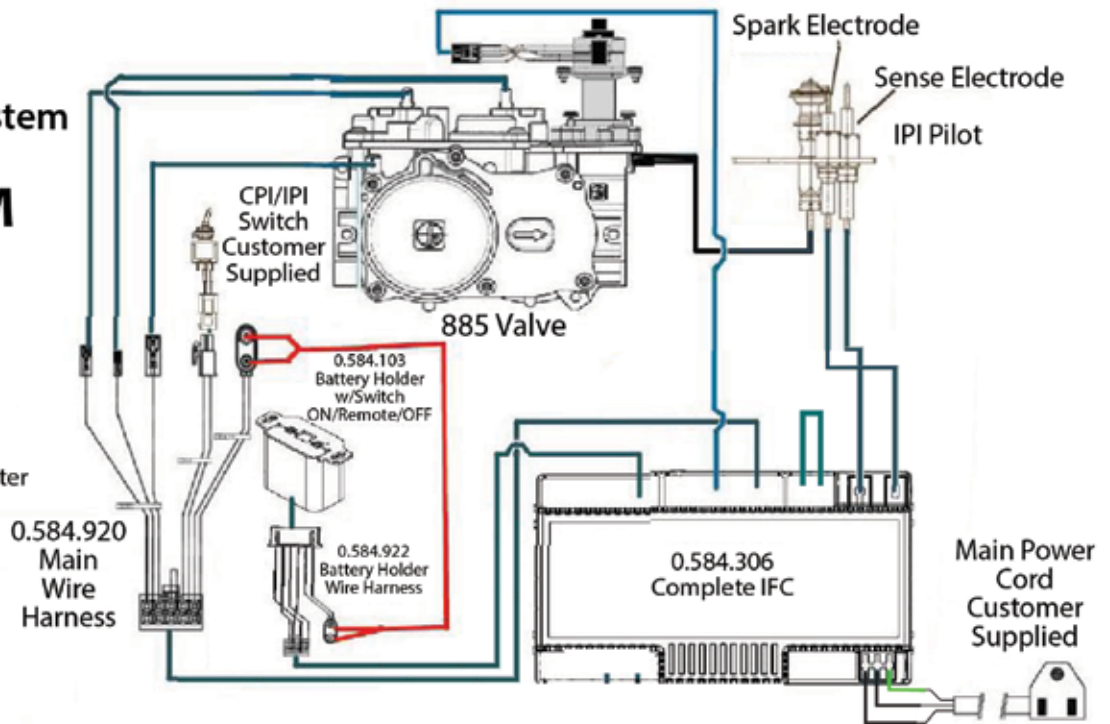 Spark Electrode
Sense Electrode
IPI Pilot
stem
M
CPI/IPI
Switch
Customer
Supplied
885 Valve
0.584.103
Battery Holder
w/Switch
ON/Remote/OFF
ter
0.584.920
Main
Wire
Harness
0.584.922
Battery Holder
Wire Harness
0.584.306
Complete IFC
Main Power
Cord
Customer
Supplied